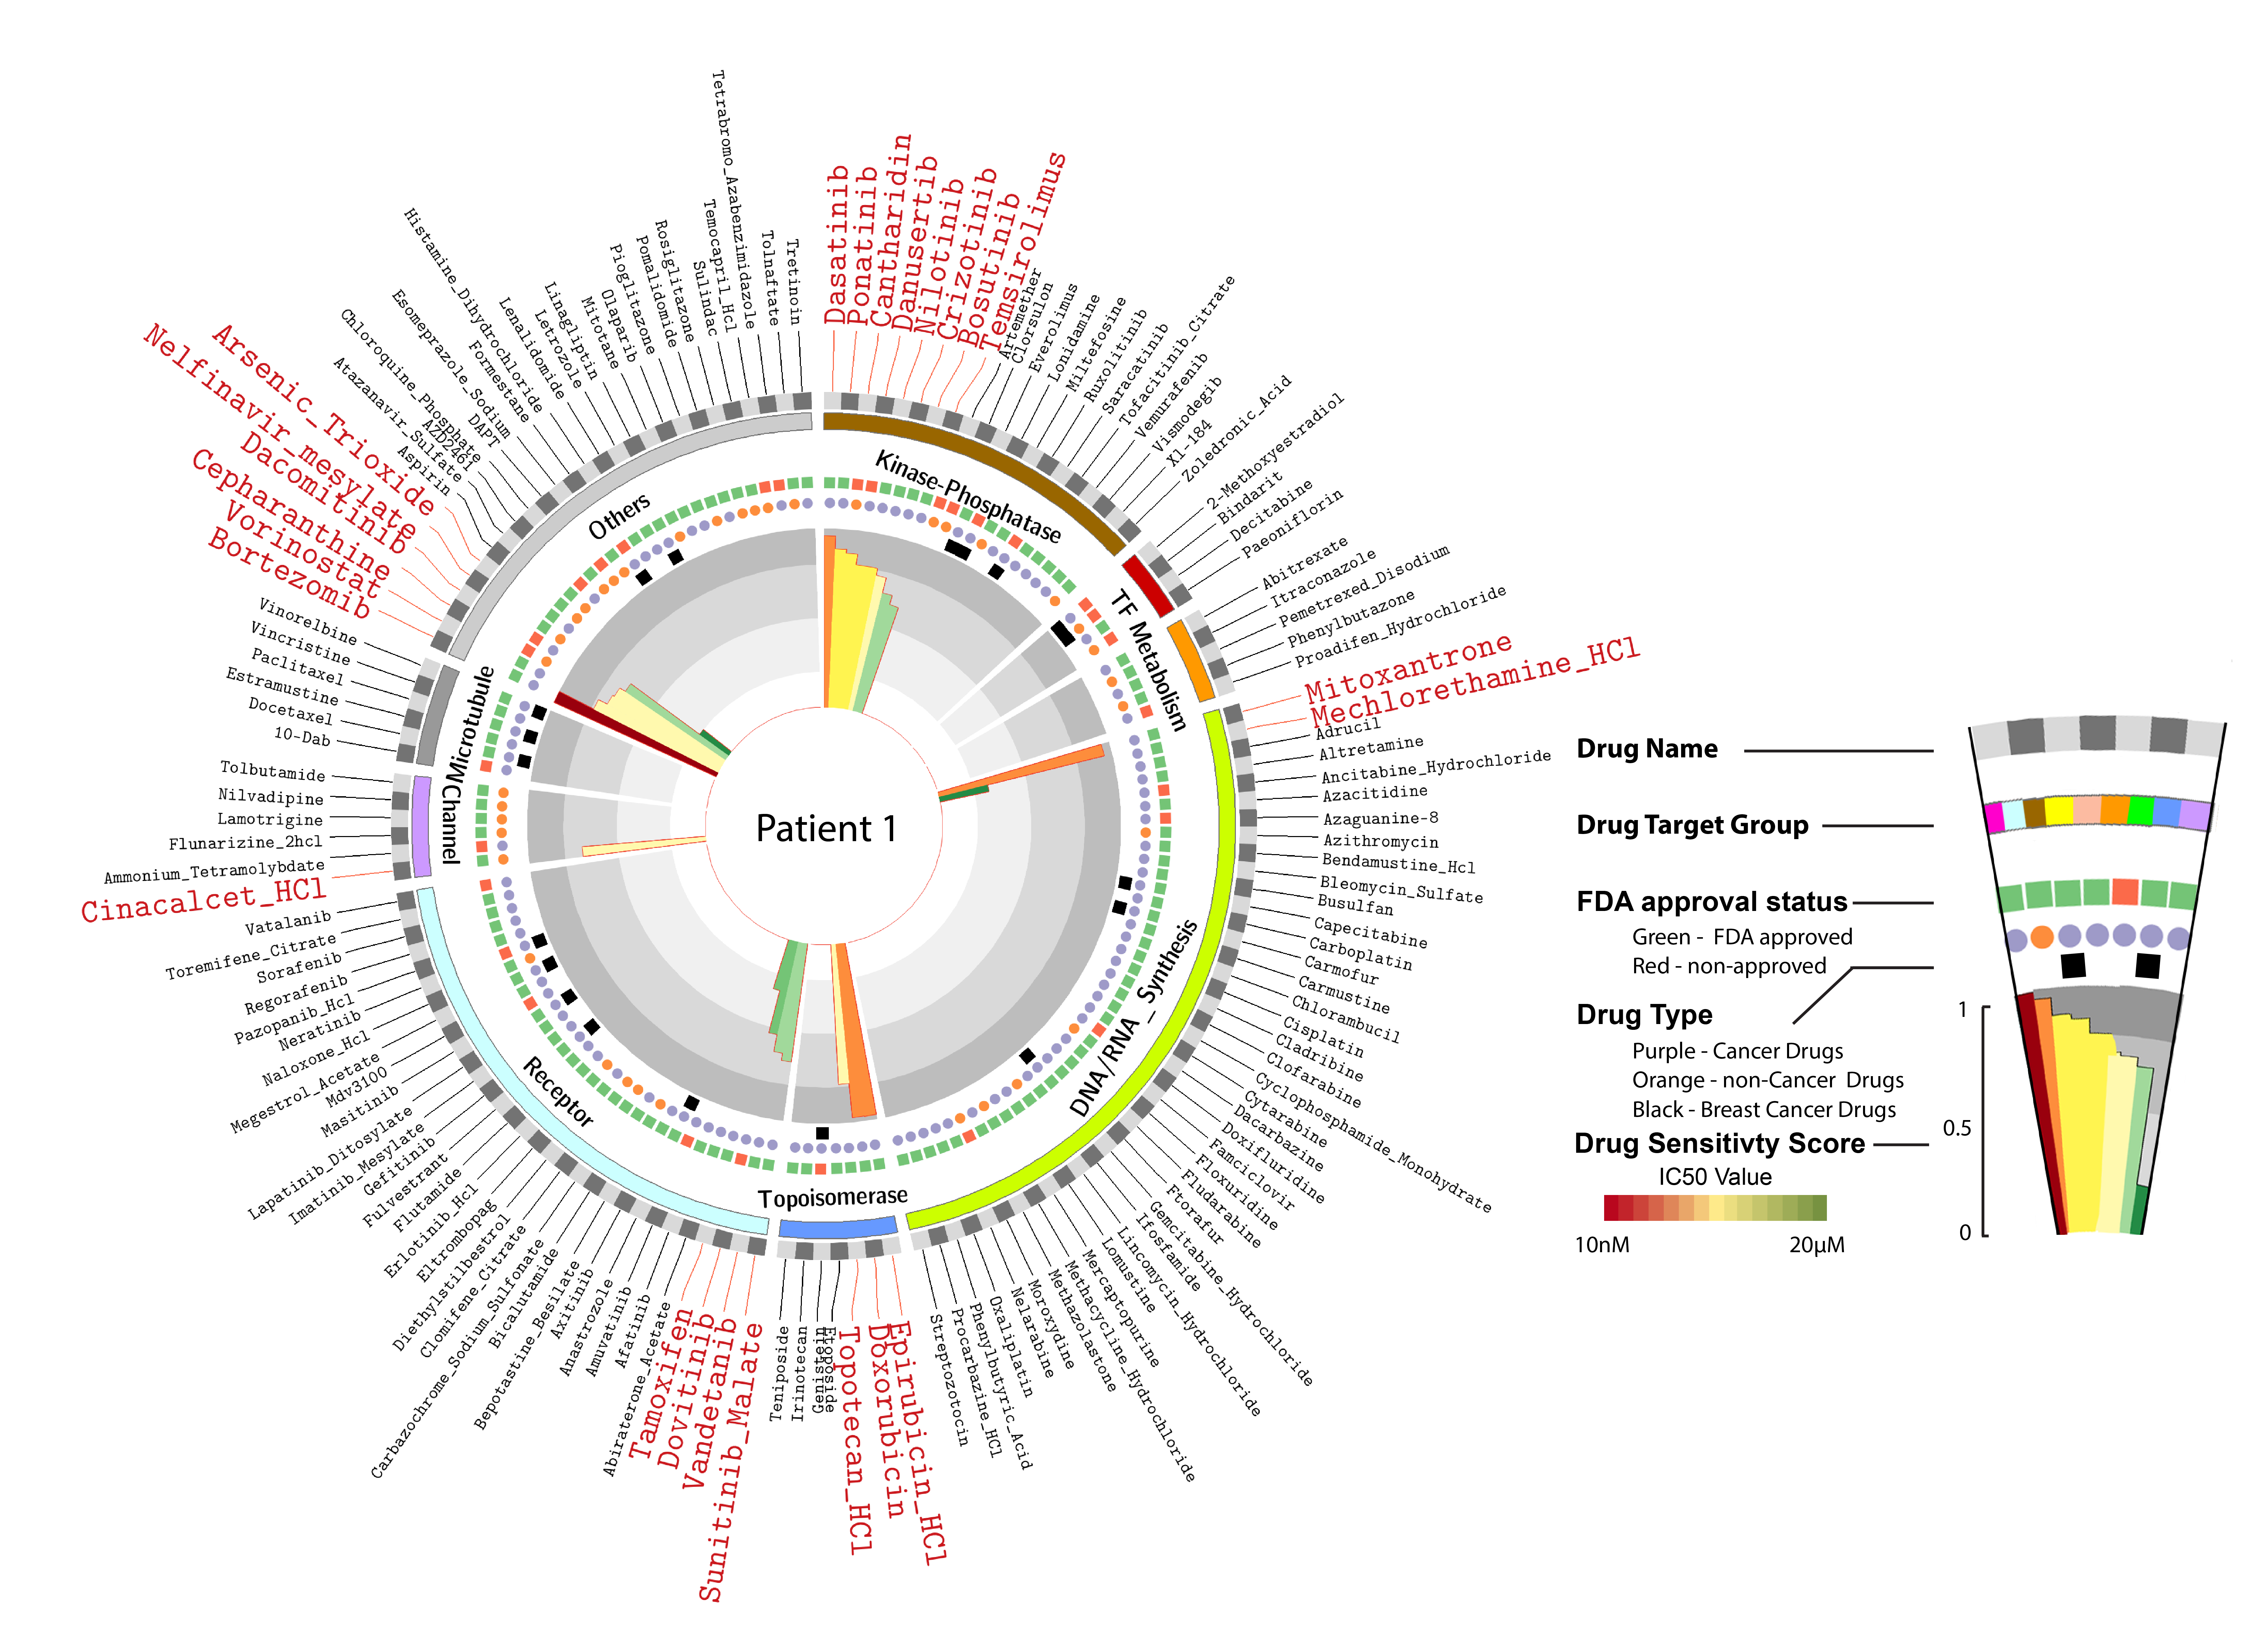 Patient 1
Kinase-Phosphatase
TF
Metabolism
DNA/RNA_ Synthesis
Topoisomerase
Receptor
IC
Channel
Microtubule
Others
Dasatinib
Ponatinib
Cantharidin
Danusertib
Nilotinib
Crizotinib
Bosutinib
Temsirolimus
Artemether
Clorsulon
Everolimus
Lonidamine
Miltefosine
Ruxolitinib
Saracatinib
Tofacitinib_Citrate
Vemurafenib
Vismodegib
Xl-184
Zoledronic_Acid
2-Methoxyestradiol
Bindarit
Decitabine
Paeoniflorin
Abitrexate
Itraconazole
Pemetrexed_Disodium
Phenylbutazone
Proadifen_Hydrochloride
Mitoxantrone
Mechlorethamine_HCl
Adrucil
Altretamine
Ancitabine_Hydrochloride
Azacitidine
Azaguanine-8
Azithromycin
Bendamustine_Hcl
Bleomycin_Sulfate
Busulfan
Capecitabine
Carboplatin
Carmofur
Carmustine
Chlorambucil
Cisplatin
Cladribine
Clofarabine
Cyclophosphamide_Monohydrate
Cytarabine
Dacarbazine
Doxifluridine
Famciclovir
Floxuridine
Fludarabine
Ftorafur
Gemcitabine_Hydrochloride
Ifosfamide
Lincomycin_Hydrochloride
Lomustine
Mercaptopurine
Methacycline_Hydrochloride
Methazolastone
Moroxydine
Nelarabine
Oxaliplatin
Phenylbutyric_Acid
Procarbazine_HCl
Streptozotocin
Epirubicin_HCl
Doxorubicin
Topotecan_HCl
Etoposide
Genistein
Irinotecan
Teniposide
Sunitinib_Malate
Vandetanib
Dovitinib
Tamoxifen
Abiraterone_Acetate
Afatinib
Amuvatinib
Anastrozole
Axitinib
Bepotastine_Besilate
Bicalutamide
Carbazochrome_Sodium_Sulfonate
Clomifene_Citrate
Diethylstilbestrol
Eltrombopag
Erlotinib_Hcl
Flutamide
Fulvestrant
Gefitinib
Imatinib_Mesylate
Lapatinib_Ditosylate
Masitinib
Mdv3100
Megestrol_Acetate
Naloxone_Hcl
Neratinib
Pazopanib_Hcl
Regorafenib
Sorafenib
Toremifene_Citrate
Vatalanib
Cinacalcet_HCl
Ammonium_Tetramolybdate
Flunarizine_2hcl
Lamotrigine
Nilvadipine
Tolbutamide
10-Dab
Docetaxel
Estramustine
Paclitaxel
Vincristine
Vinorelbine
Bortezomib
Vorinostat
Cepharanthine
Dacomitinib
Nelfinavir_mesylate
Arsenic_Trioxide
Aspirin
Atazanavir_Sulfate
AZD2461
Chloroquine_Phosphate
DAPT
Esomeprazole_Sodium
Formestane
Histamine_Dihydrochloride
Lenalidomide
Letrozole
Linagliptin
Mitotane
Olaparib
Pioglitazone
Pomalidomide
Rosiglitazone
Sulindac
Temocapril_Hcl
Tetrabromo_Azabenzimidazole
Tolnaftate
Tretinoin
Drug Name
Drug Target Group
FDA approval status
Green - FDA approved
Red - non-approved
Drug Type
Purple - Cancer Drugs
Orange - non-Cancer Drugs
Black - Breast Cancer Drugs
Drug Sensitivty Score
IC50 Value
10nM 20µM
1
0.5
0